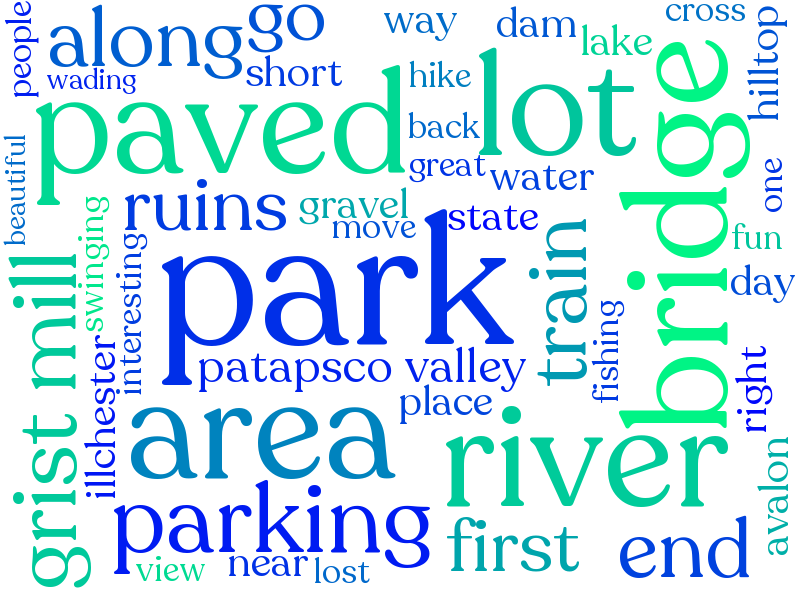 people
along
go
way
dam
cross
lake
wading
short
hike
lot
bridge
hilltop
paved
back
great
water
beautiful
ruins
gravel
move
state
one
fun
day
swinging
interesting
park
train
fishing
grist mill
illchester
patapsco valley
place
right
area
river
avalon
parking
first
end
view
near
lost